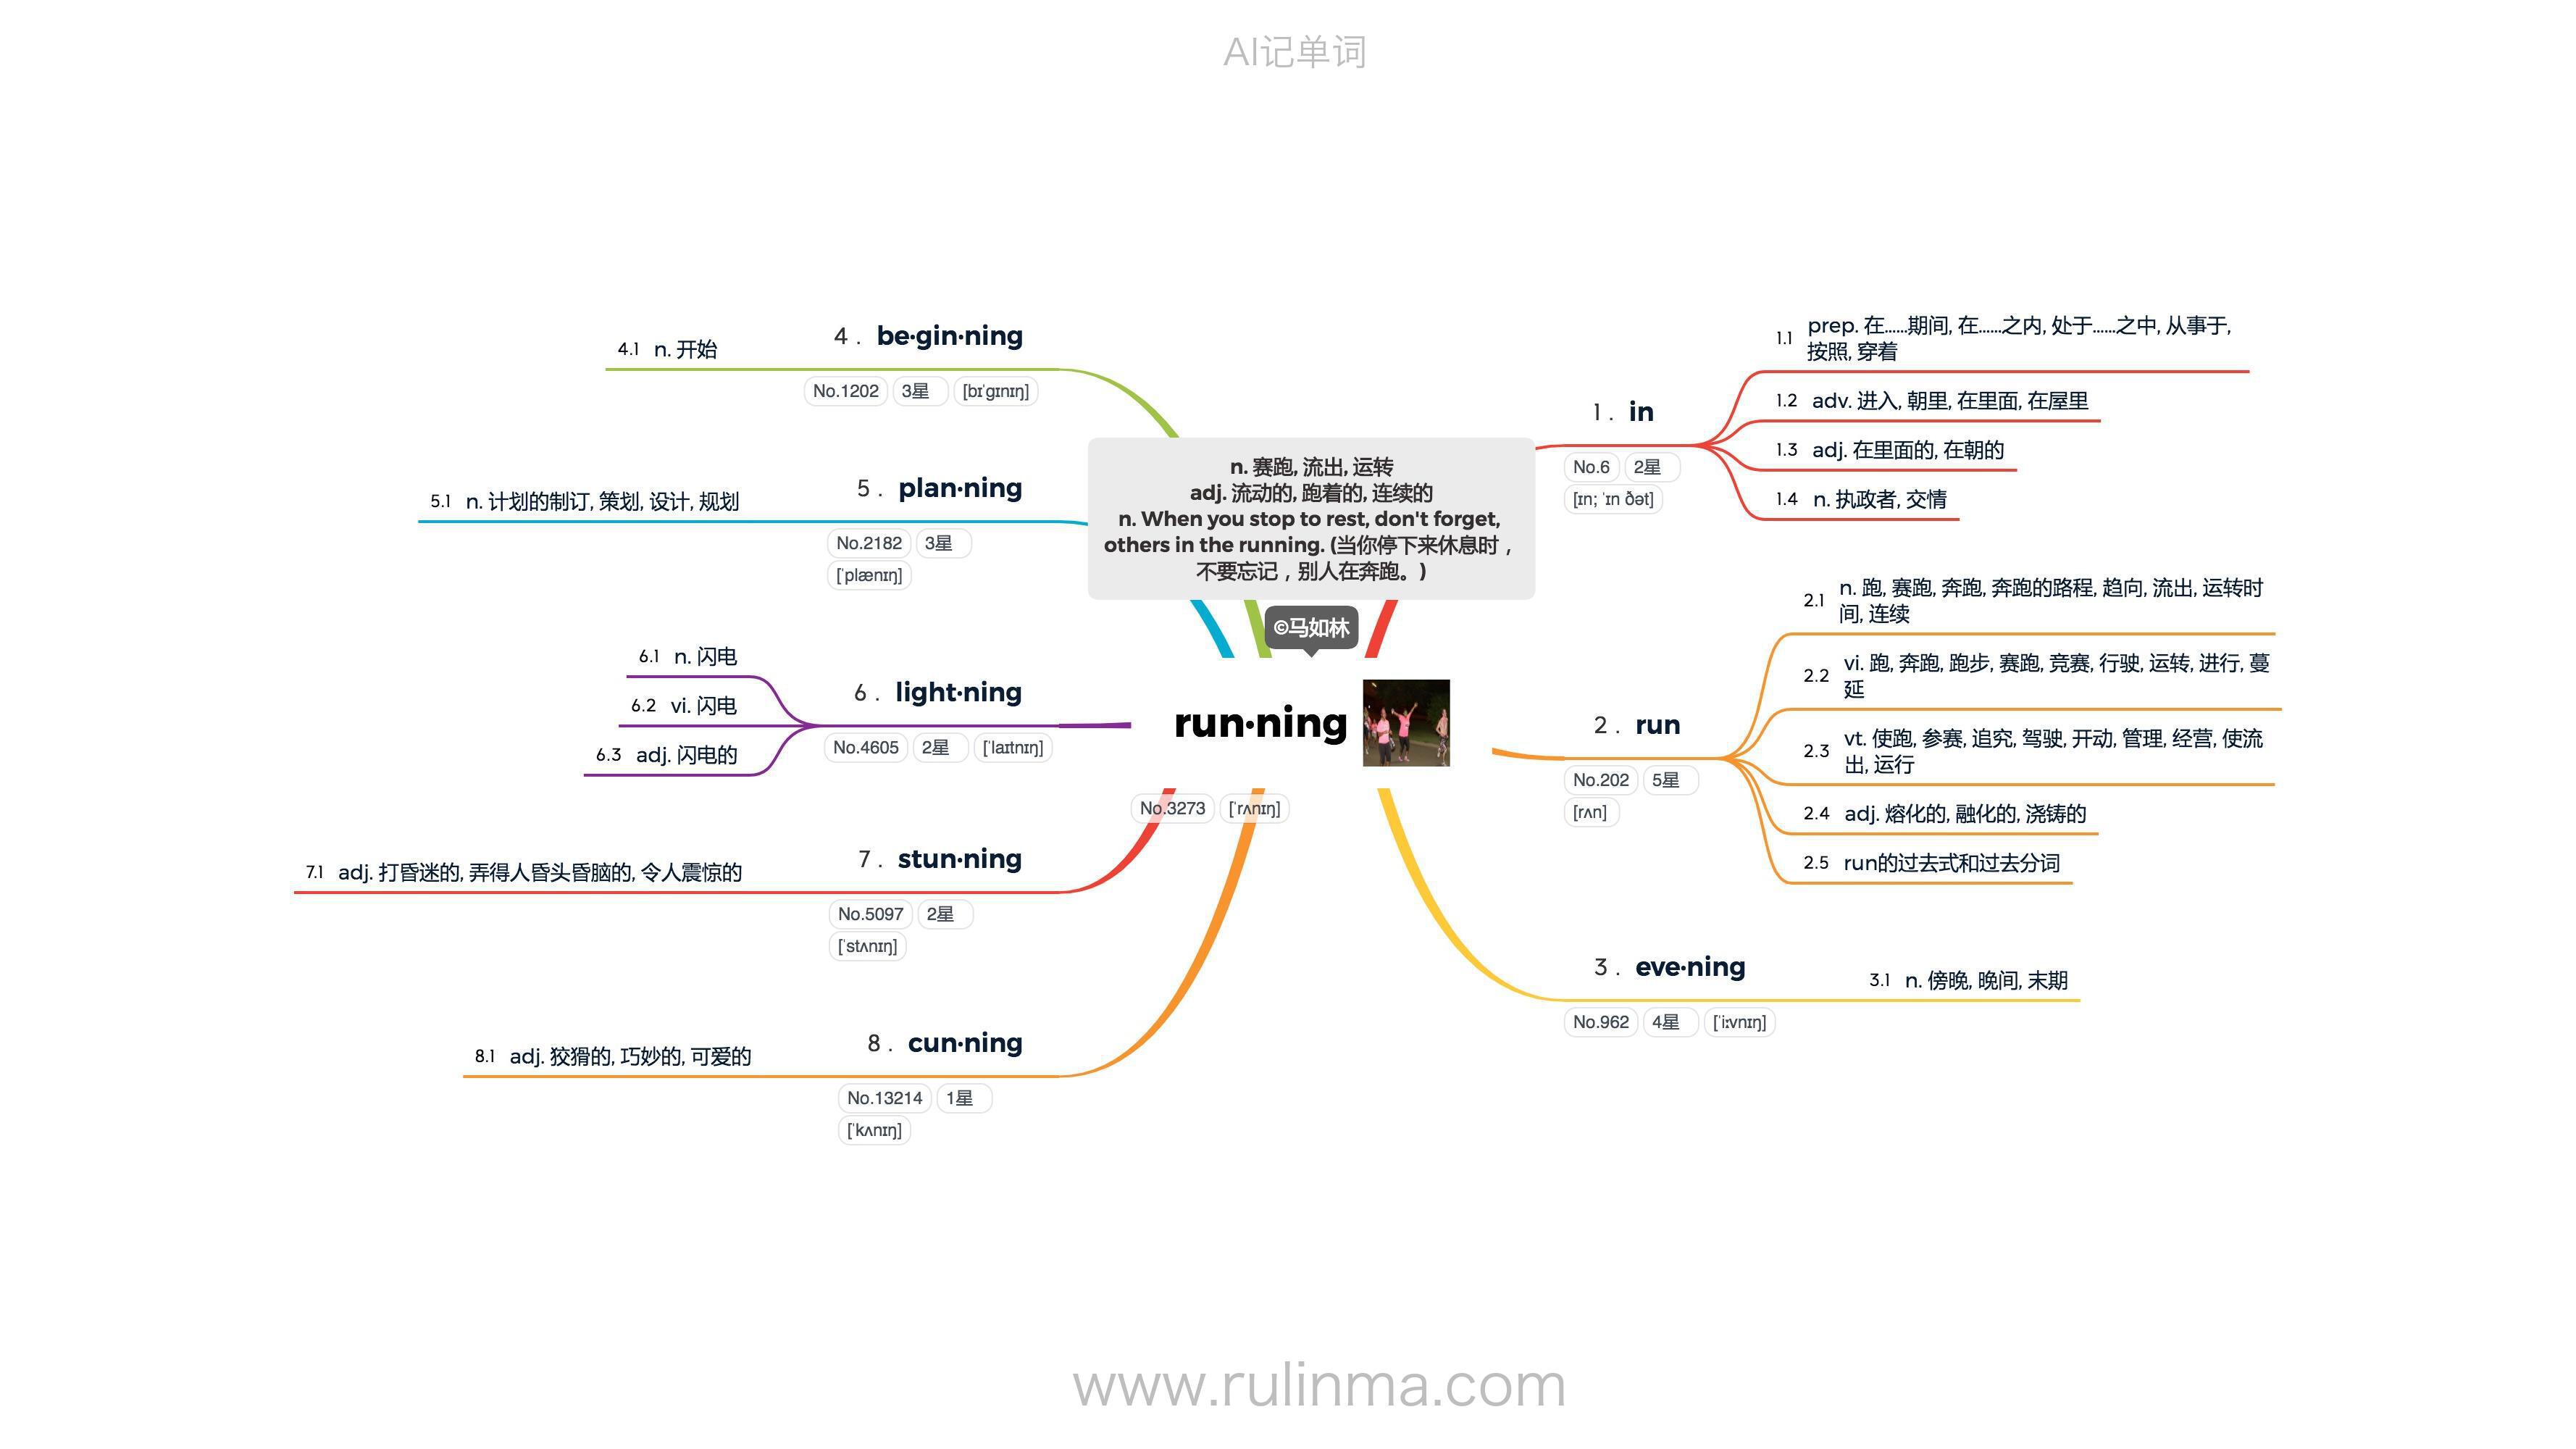 AI记单词
n. 赛跑, 流出, 运转
adj. 流动的, 跑着的, 连续的
n. When you stop to rest, don't forget,
others in the running. (当你停下来休息时，
不要忘记，别人在奔跑。)
©马如林
run·ning
No.3273 [ˈrʌnɪŋ]
1 . in
No.6 2星
[ɪn; ˈɪn ðət]
1.1 prep. 在……期间, 在……之内, 处于……之中, 从事于,
按照, 穿着
1.2 adv. 进入, 朝里, 在里面, 在屋里
1.3 adj. 在里面的, 在朝的
1.4 n. 执政者, 交情
2 . run
No.202 5星
[rʌn]
2.1 n. 跑, 赛跑, 奔跑, 奔跑的路程, 趋向, 流出, 运转时
间, 连续
2.2 vi. 跑, 奔跑, 跑步, 赛跑, 竞赛, 行驶, 运转, 进行, 蔓
延
2.3 vt. 使跑, 参赛, 追究, 驾驶, 开动, 管理, 经营, 使流
出, 运行
2.4 adj. 熔化的, 融化的, 浇铸的
2.5 run的过去式和过去分词
3 . eve·ning
No.962 4星 [ˈiːvnɪŋ]
3.1 n. 傍晚, 晚间, 末期
4 . be·gin·ning
No.1202 3星 [bɪˈɡɪnɪŋ]
4.1 n. 开始
5 . plan·ning
No.2182 3星
[ˈplænɪŋ]
5.1 n. 计划的制订, 策划, 设计, 规划
6 . light·ning
No.4605 2星 [ˈlaɪtnɪŋ]
6.1 n. 闪电
6.2 vi. 闪电
6.3 adj. 闪电的
7 . stun·ning
No.5097 2星
[ˈstʌnɪŋ]
7.1 adj. 打昏迷的, 弄得人昏头昏脑的, 令人震惊的
8 . cun·ning
No.13214 1星
[ˈkʌnɪŋ]
8.1 adj. 狡猾的, 巧妙的, 可爱的
www.rulinma.com